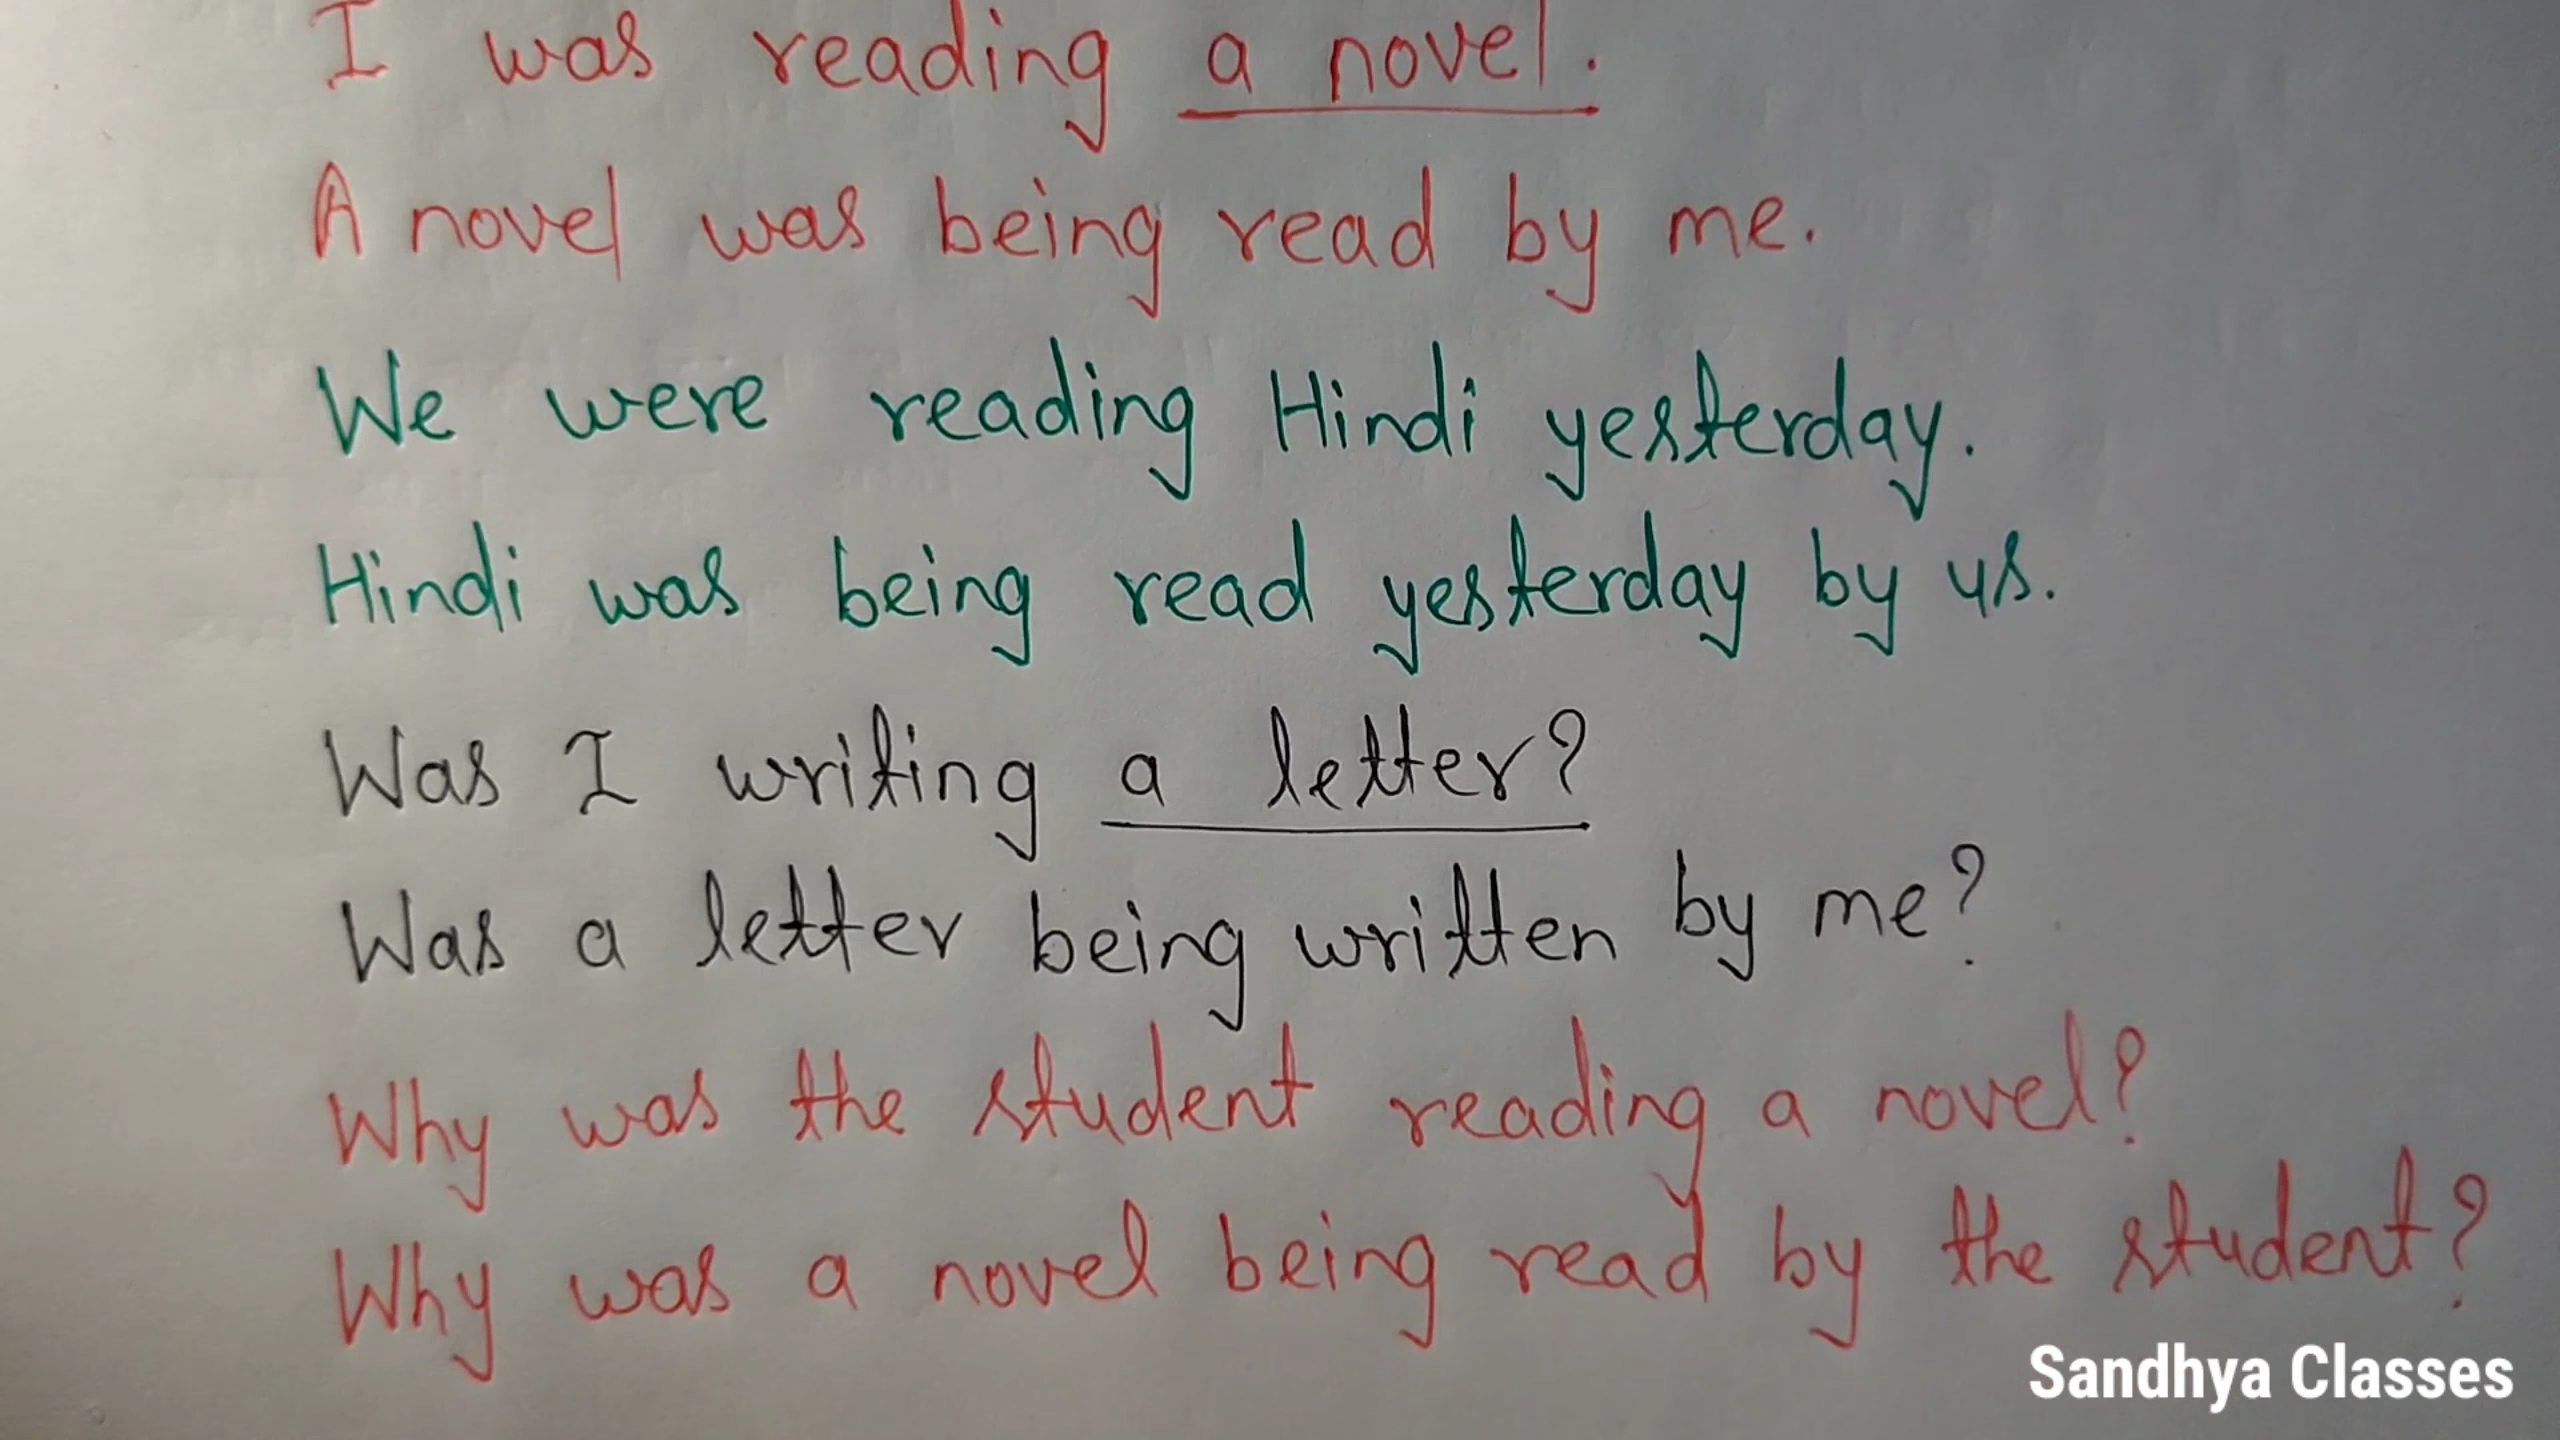 I was reading a novel.
A novel was being read by me.
We were reading Hindi yesterday.
Hindi was being read yesterday by us.
Was I writing a letter?
Was a letter being written by me?
Why was the student reading a novel?
Why was a novel being read by the student?
Sandhya Classes